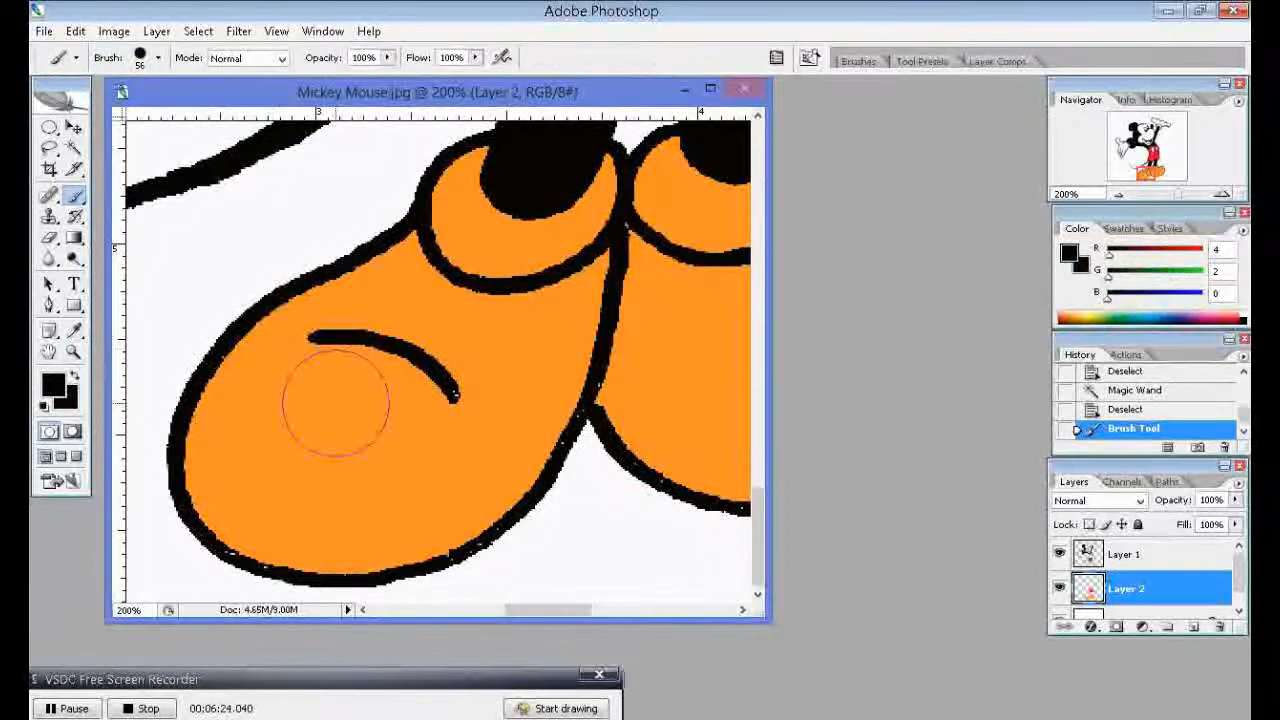 Adobe Photoshop
File Edit Image Layer Select Filter View Window Help
Brush: 56 Mode: Normal Opacity: 100% Flow: 100% Brushes Tool Presets Layer Comps
Mickey Mouse.jpg @ 200% (Layer 2, RGB/8#)
3 4
5
200% Doc: 4.65M/9.00M
Navigator Info Histogram
200%
Color Swatches Styles
R 4
G 2
B 0
History Actions
Deselect
Magic Wand
Deselect
Brush Tool
Layers Channels Paths
Normal Opacity: 100%
Lock: Fill: 100%
Layer 1
Layer 2
VSDC Free Screen Recorder
Pause Stop 00:06:24.040 Start drawing